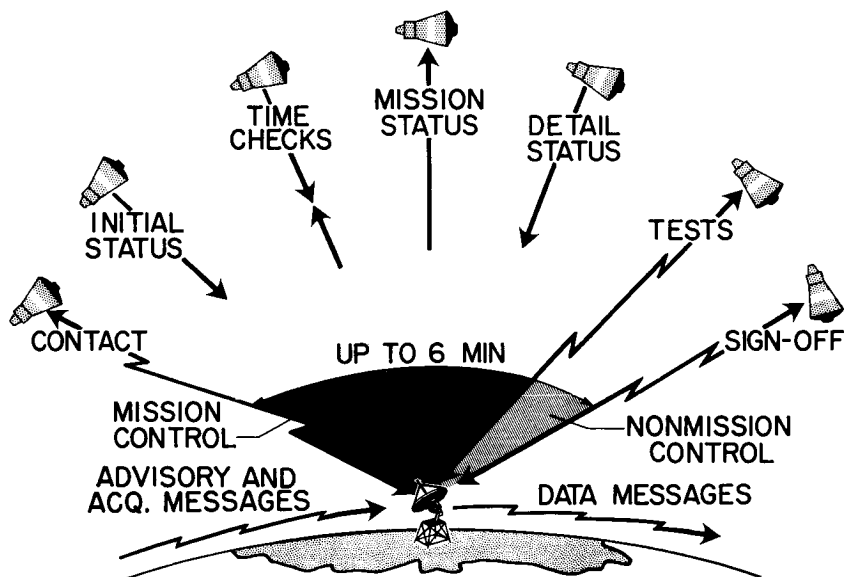 TIME
CHECKS
MISSION
STATUS
DETAIL
STATUS
INITIAL
STATUS
TESTS
CONTACT
UP TO 6 MIN
SIGN-OFF
MISSION
CONTROL
NONMISSION
CONTROL
ADVISORY AND
ACQ. MESSAGES
DATA MESSAGES